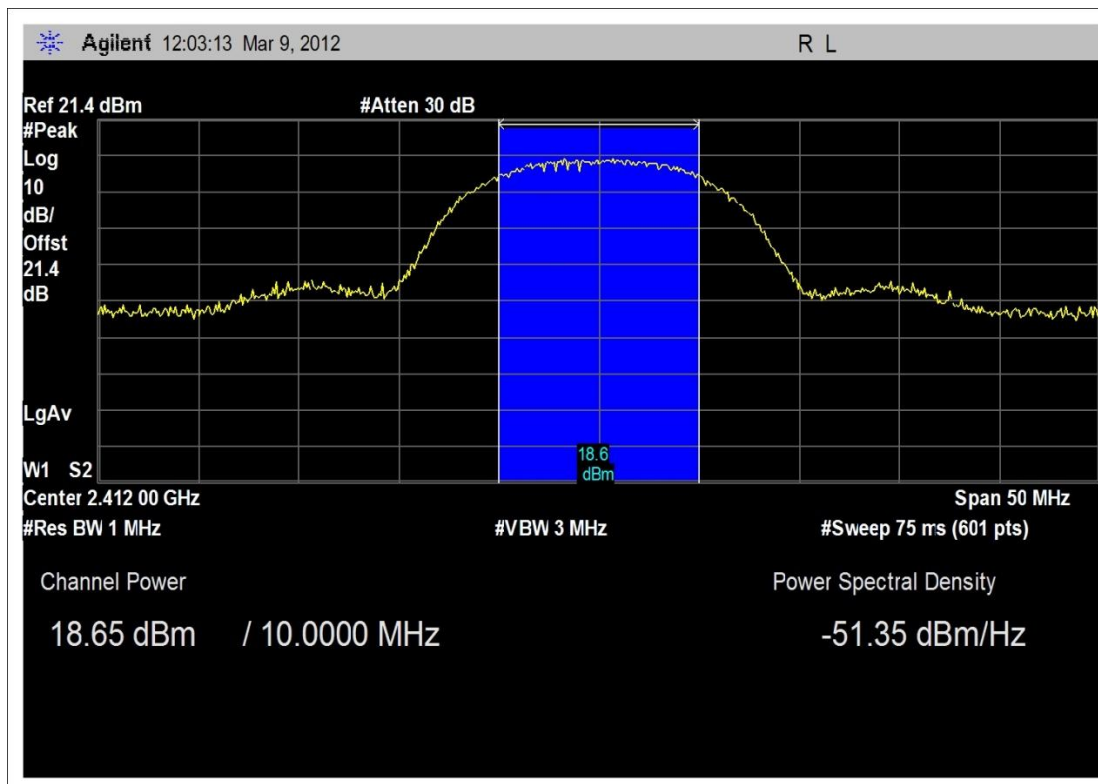 Agilent 12:03:13 Mar 9, 2012 R L
Ref 21.4 dBm #Atten 30 dB
#Peak
Log
10
dB/
Offst
21.4
dB
LgAv
18.6
dBm
W1 S2
Center 2.412 00 GHz Span 50 MHz
#Res BW 1 MHz #VBW 3 MHz #Sweep 75 ms (601 pts)
Channel Power Power Spectral Density
18.65 dBm / 10.0000 MHz -51.35 dBm/Hz